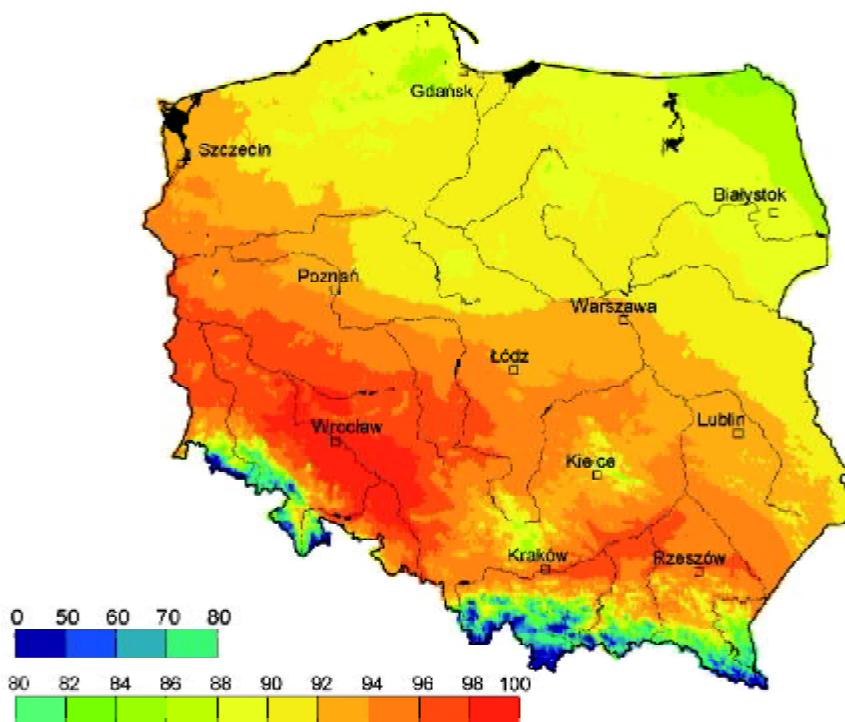 Gdańsk
Szczecin
Białystok
Poznań
Warszawa
Łódź
Wrocław
Lublin
Kielce
Kraków
Rzeszów
0 50 60 70 80
80 82 84 86 88 90 92 94 96 98 100